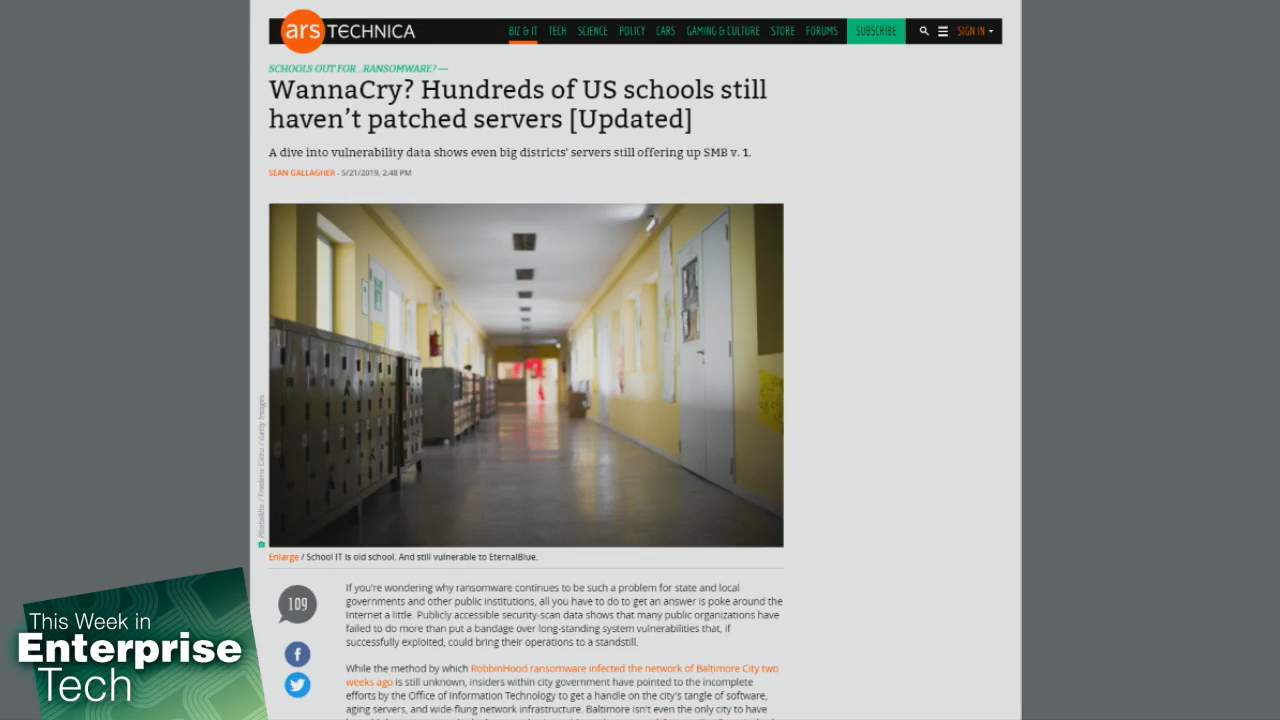 ars TECHNICA
BIZ & IT TECH SCIENCE POLICY CARS GAMING & CULTURE STORE FORUMS SUBSCRIBE SIGN IN
SCHOOLS OUT FOR...RANSOMWARE? —
WannaCry? Hundreds of US schools still
haven't patched servers [Updated]
A dive into vulnerability data shows even big districts' servers still offering up SMB v. 1.
SEAN GALLAGHER - 5/21/2019, 2:48 PM
Enlarge / School IT is old school. And still vulnerable to EternalBlue.
109
If you're wondering why ransomware continues to be such a problem for state and local
governments and other public institutions, all you have to do to get an answer is poke around the
Internet a little. Publicly accessible security-scan data shows that many public organizations have
failed to do more than put a bandage over long-standing system vulnerabilities that, if
successfully exploited, could bring their operations to a standstill.
While the method by which RobbinHood ransomware infected the network of Baltimore City two
weeks ago is still unknown, insiders within city government have pointed to the incomplete
efforts by the Office of Information Technology to get a handle on the city's tangle of software,
aging servers, and wide-flung network infrastructure. Baltimore isn't even the only city to have
This Week in
Enterprise
Tech